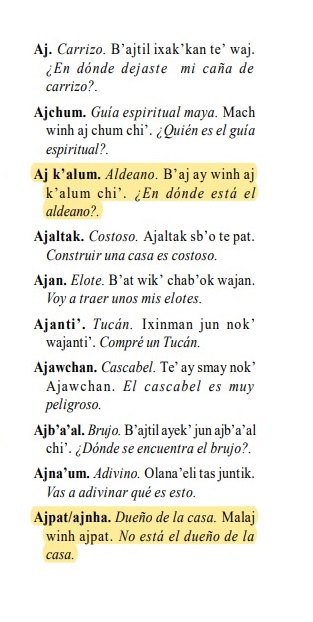 Aj. Carrizo. B’ajtil ixak’kan te’ waj.
¿En dónde dejaste mi caña de
carrizo?.
Ajchum. Guía espiritual maya. Mach
winh aj chum chi’. ¿Quién es el guía
espiritual?.
Aj k’alum. Aldeano. B’aj ay winh aj
k’alum chi’. ¿En dónde está el
aldeano?.
Ajaltak. Costoso. Ajaltak sb’o te pat.
Construir una casa es costoso.
Ajan. Elote. B’at wik’ chab’ok wajan.
Voy a traer unos mis elotes.
Ajanti’. Tucán. Ixinman jun nok’
wajanti’. Compré un Tucán.
Ajawchan. Cascabel. Te’ ay smay nok’
Ajawchan. El cascabel es muy
peligroso.
Ajb’a’al. Brujo. B’ajtil ayek’ jun ajb’a’al
chi’. ¿Dónde se encuentra el brujo?.
Ajna’um. Adivino. Olana’eli tas juntik.
Vas a adivinar qué es esto.
Ajpat/ajnha. Dueño de la casa. Malaj
winh ajpat. No está el dueño de la
casa.